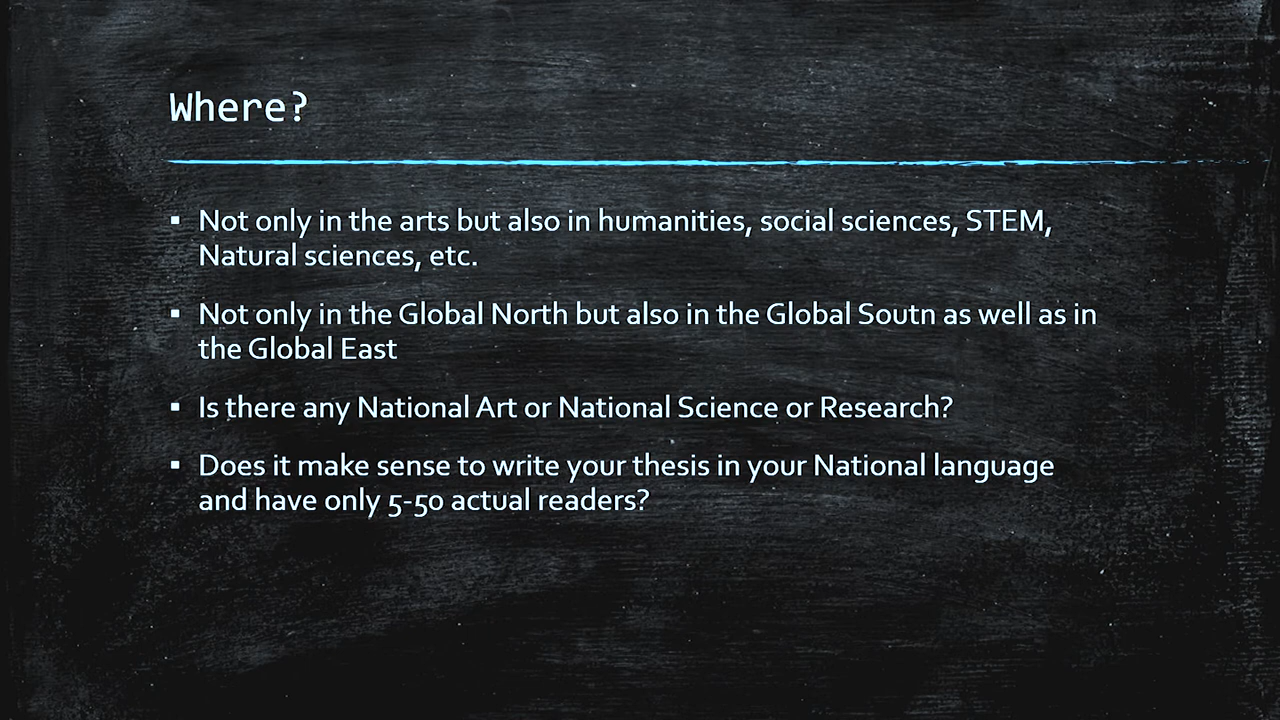 Where?
▪ Not only in the arts but also in humanities, social sciences, STEM,
Natural sciences, etc.
▪ Not only in the Global North but also in the Global Soutn as well as in
the Global East
▪ Is there any National Art or National Science or Research?
▪ Does it make sense to write your thesis in your National language
and have only 5-50 actual readers?